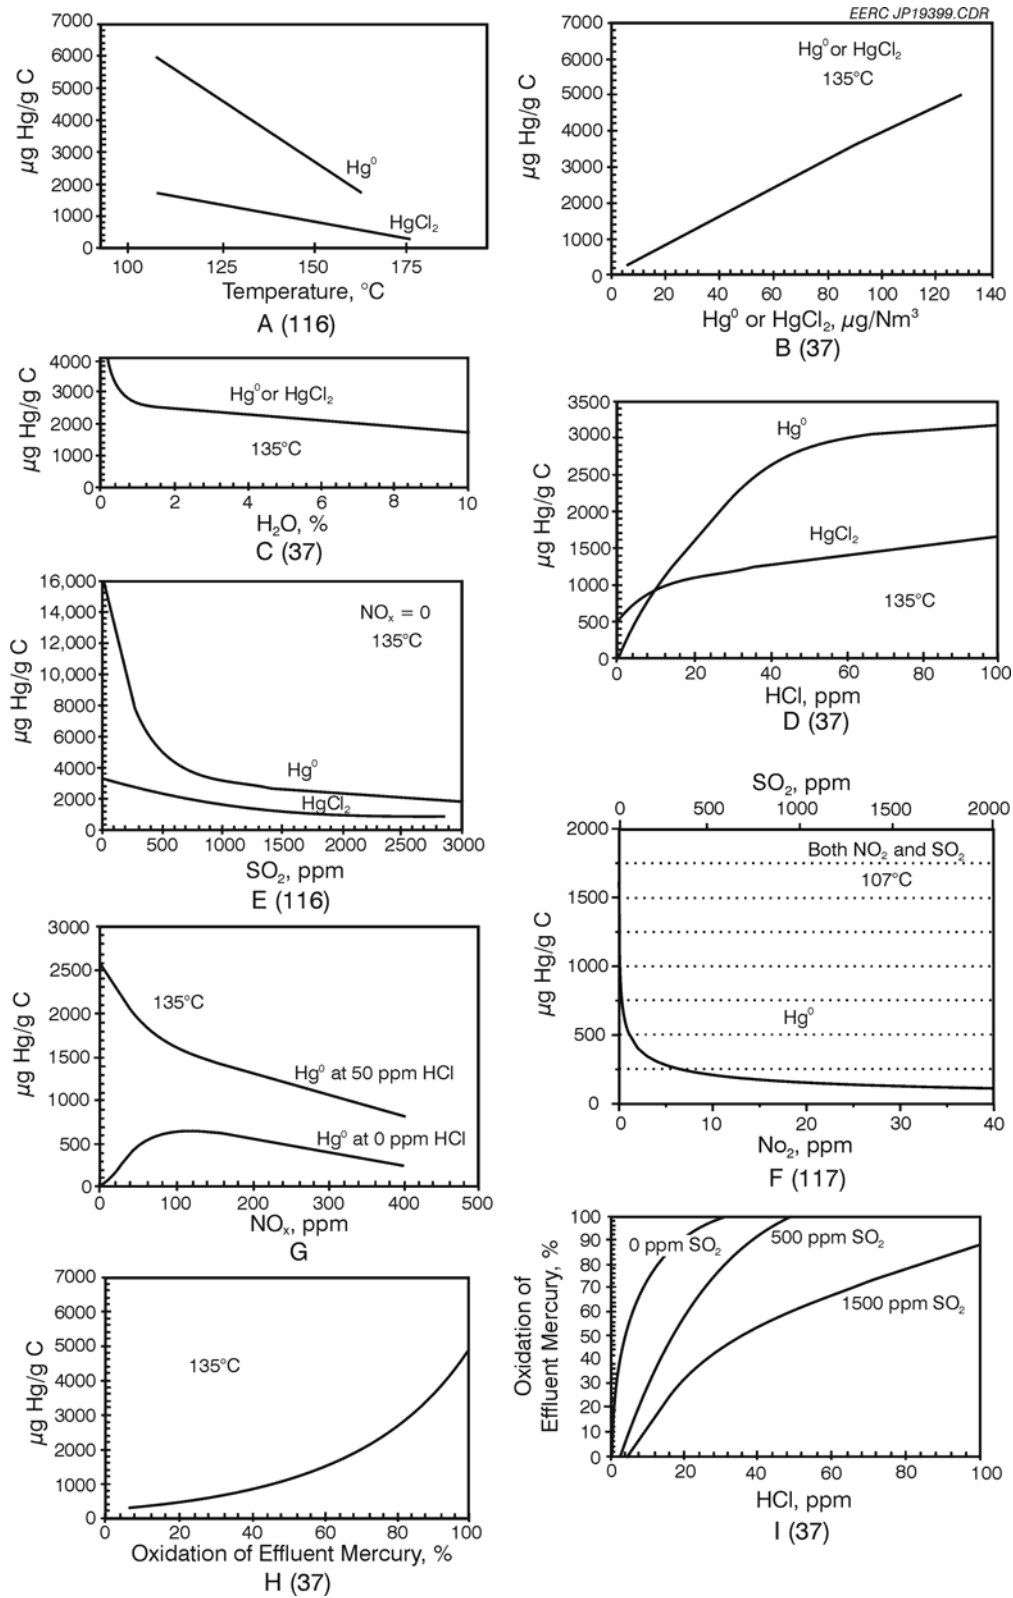 EERC JP19399.CDR
7000
6000
5000
4000
3000
2000
1000
0
µg Hg/g C
Hg⁰
HgCl₂
100 125 150 175
Temperature, °C
A (116)
7000
6000
5000
4000
3000
2000
1000
0
µg Hg/g C
Hg⁰ or HgCl₂
135°C
0 20 40 60 80 100 120 140
Hg⁰ or HgCl₂, µg/Nm³
B (37)
4000
3000
2000
1000
0
µg Hg/g C
Hg⁰ or HgCl₂
135°C
0 2 4 6 8 10
H₂O, %
C (37)
3500
3000
2500
2000
1500
1000
500
0
µg Hg/g C
Hg⁰
HgCl₂
135°C
0 20 40 60 80 100
HCl, ppm
D (37)
16,000
14,000
12,000
10,000
8000
6000
4000
2000
0
µg Hg/g C
NOₓ = 0
135°C
Hg⁰
HgCl₂
0 500 1000 1500 2000 2500 3000
SO₂, ppm
E (116)
SO₂, ppm
0 500 1000 1500 2000
2000
1500
1000
500
0
µg Hg/g C
Both NO₂ and SO₂
107°C
Hg⁰
0 10 20 30 40
No₂, ppm
F (117)
3000
2500
2000
1500
1000
500
0
µg Hg/g C
135°C
Hg⁰ at 50 ppm HCl
Hg⁰ at 0 ppm HCl
0 100 200 300 400 500
NOₓ, ppm
G
7000
6000
5000
4000
3000
2000
1000
0
µg Hg/g C
135°C
0 20 40 60 80 100
Oxidation of Effluent Mercury, %
H (37)
100
90
80
70
60
50
40
30
20
10
0
Oxidation of
Effluent Mercury, %
0 ppm SO₂
500 ppm SO₂
1500 ppm SO₂
0 20 40 60 80 100
HCl, ppm
I (37)